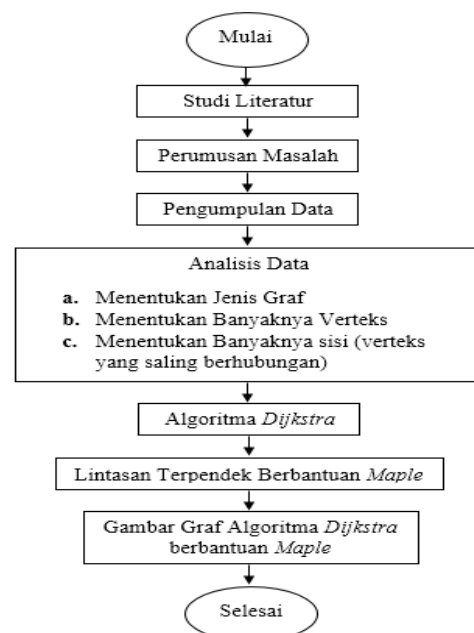 Mulai
Studi Literatur
Perumusan Masalah
Pengumpulan Data
Analisis Data
a. Menentukan Jenis Graf
b. Menentukan Banyaknya Verteks
c. Menentukan Banyaknya sisi (verteks
yang saling berhubungan)
Algoritma Dijkstra
Lintasan Terpendek Berbantuan Maple
Gambar Graf Algoritma Dijkstra
berbantuan Maple
Selesai